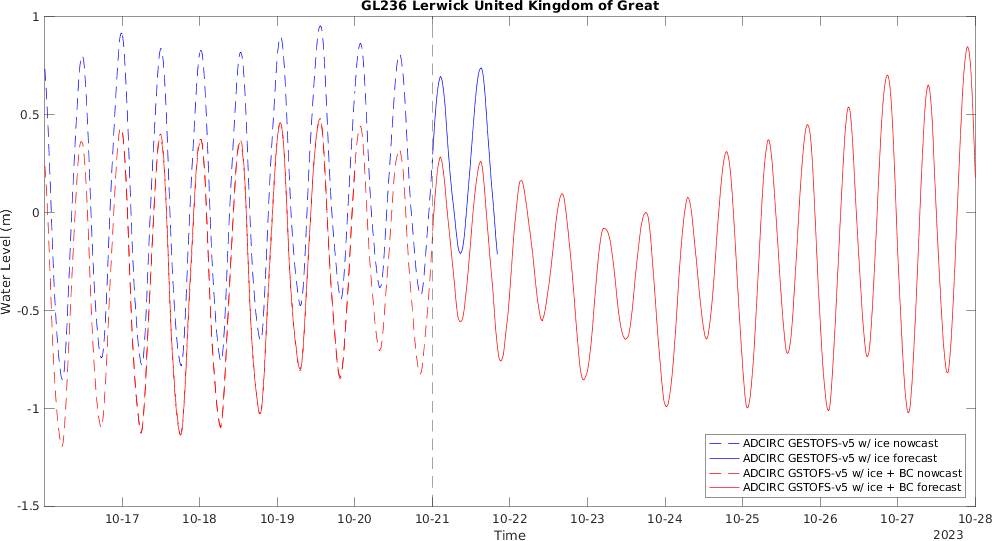 GL236 Lerwick United Kingdom of Great
1
0.5
0
-0.5
-1
-1.5
Water Level (m)
10-17
10-18
10-19
10-20
10-21
10-22
10-23
10-24
10-25
10-26
10-27
10-28
Time
2023
ADCIRC GESTOFS-v5 w/ ice nowcast
ADCIRC GESTOFS-v5 w/ ice forecast
ADCIRC GSTOFS-v5 w/ ice + BC nowcast
ADCIRC GSTOFS-v5 w/ ice + BC forecast